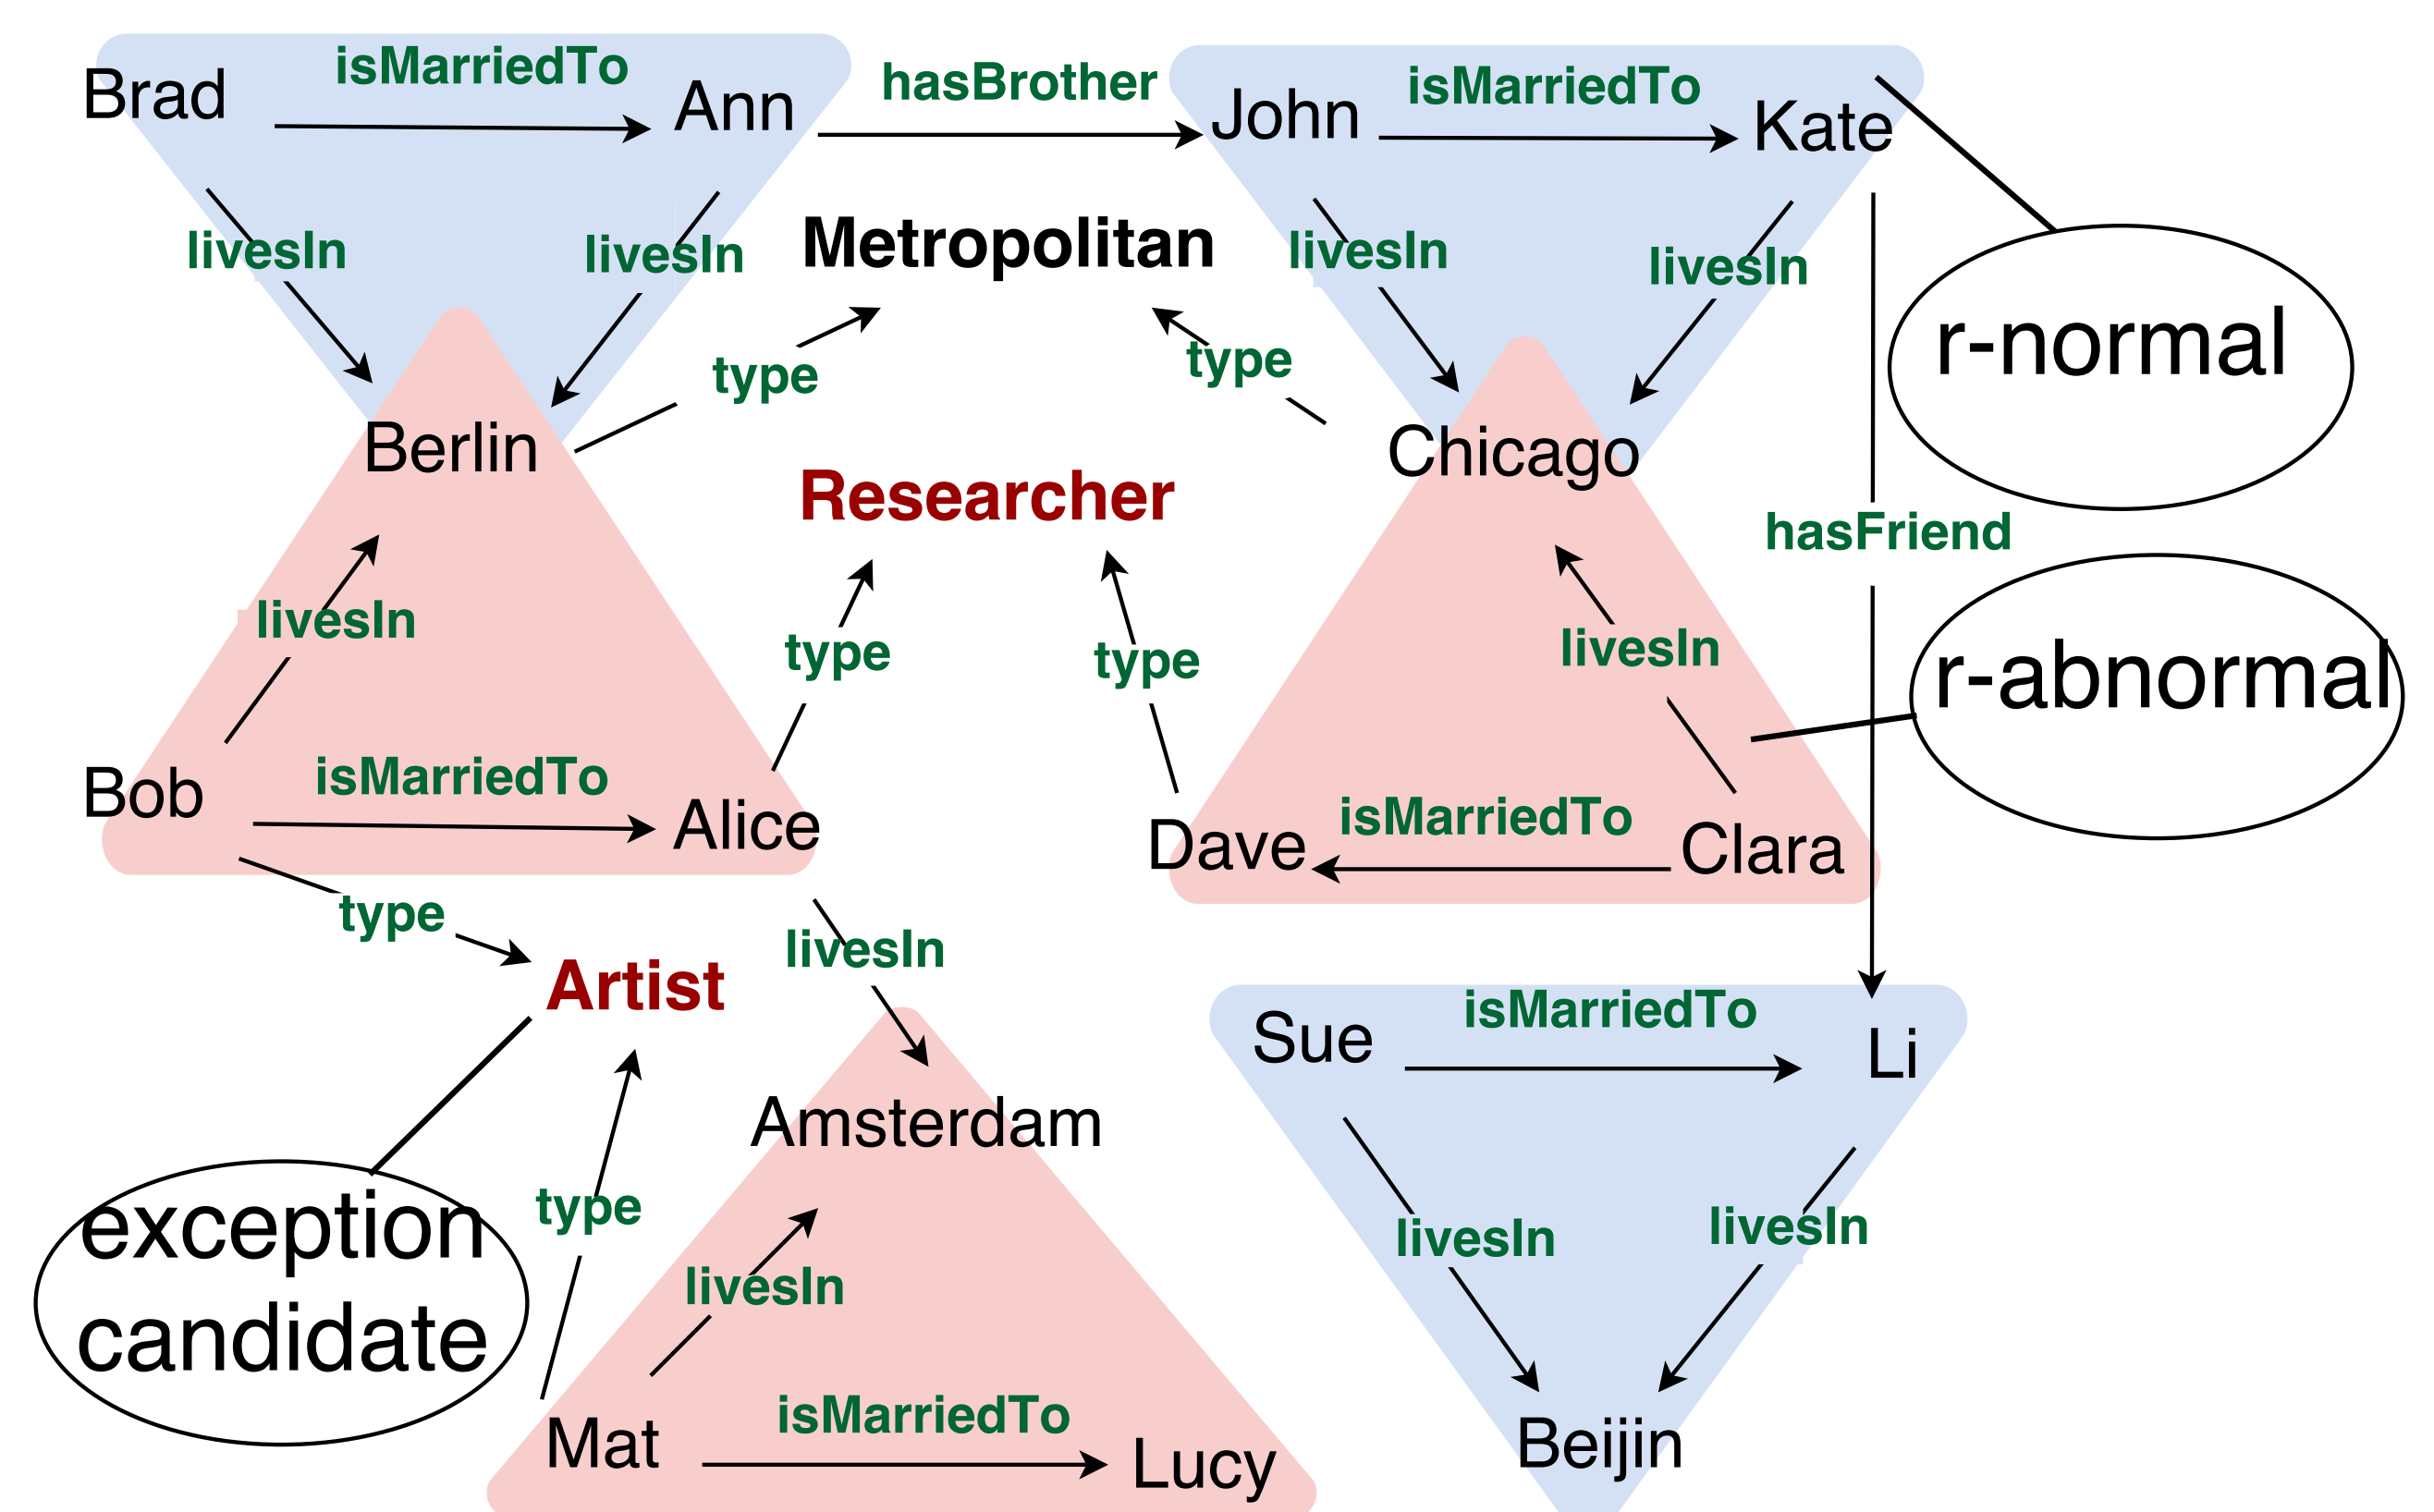 isMarriedTo
Brad
Ann
hasBrother
John
isMarriedTo
Kate
livesIn
livesIn
Metropolitan
livesIn
livesIn
r-normal
type
type
Berlin
Chicago
Researcher
hasFriend
livesIn
type
type
livesIn
r-abnormal
Bob
isMarriedTo
Alice
Dave
isMarriedTo
Clara
type
livesIn
Artist
Sue
isMarriedTo
Li
Amsterdam
exception
candidate
type
livesIn
livesIn
livesIn
Mat
isMarriedTo
Lucy
Beijin